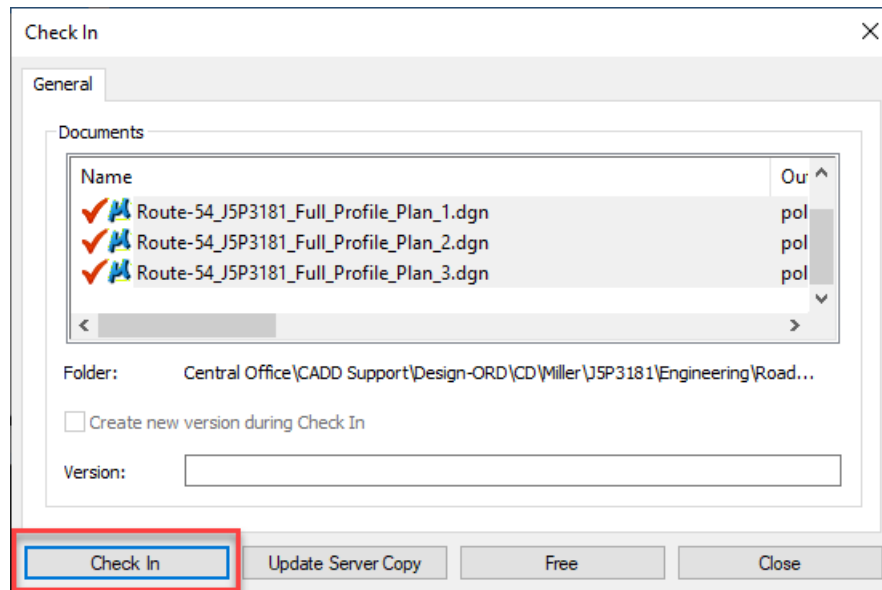 Check In
General
Documents
Name Ou
Route-54_J5P3181_Full_Profile_Plan_1.dgn pol
Route-54_J5P3181_Full_Profile_Plan_2.dgn pol
Route-54_J5P3181_Full_Profile_Plan_3.dgn pol
Folder: Central Office\CADD Support\Design-ORD\CD\Miller\J5P3181\Engineering\Road...
Create new version during Check In
Version:
Check In Update Server Copy Free Close